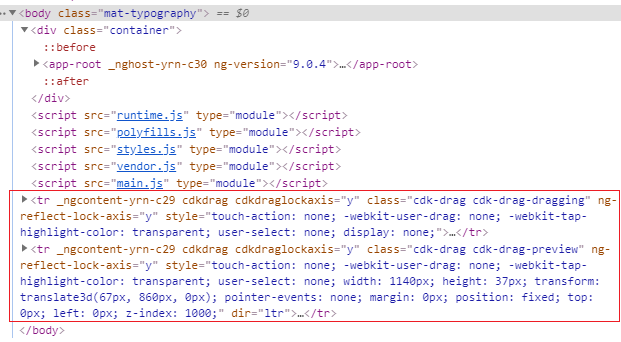 <body class="mat-typography"> == $0
<div class="container">
::before
<app-root _nghost-yrn-c30 ng-version="9.0.4">…</app-root>
::after
</div>
<script src="runtime.js" type="module"></script>
<script src="polyfills.js" type="module"></script>
<script src="styles.js" type="module"></script>
<script src="vendor.js" type="module"></script>
<script src="main.js" type="module"></script>
<tr _ngcontent-yrn-c29 cdkdrag cdkdraglockaxis="y" class="cdk-drag cdk-drag-dragging" ng-
reflect-lock-axis="y" style="touch-action: none; -webkit-user-drag: none; -webkit-tap-
highlight-color: transparent; user-select: none; display: none;">…</tr>
<tr _ngcontent-yrn-c29 cdkdrag cdkdraglockaxis="y" class="cdk-drag cdk-drag-preview" ng-
reflect-lock-axis="y" style="touch-action: none; -webkit-user-drag: none; -webkit-tap-
highlight-color: transparent; user-select: none; width: 1140px; height: 37px; transform:
translate3d(67px, 860px, 0px); pointer-events: none; margin: 0px; position: fixed; top:
0px; left: 0px; z-index: 1000;" dir="ltr">…</tr>
</body>